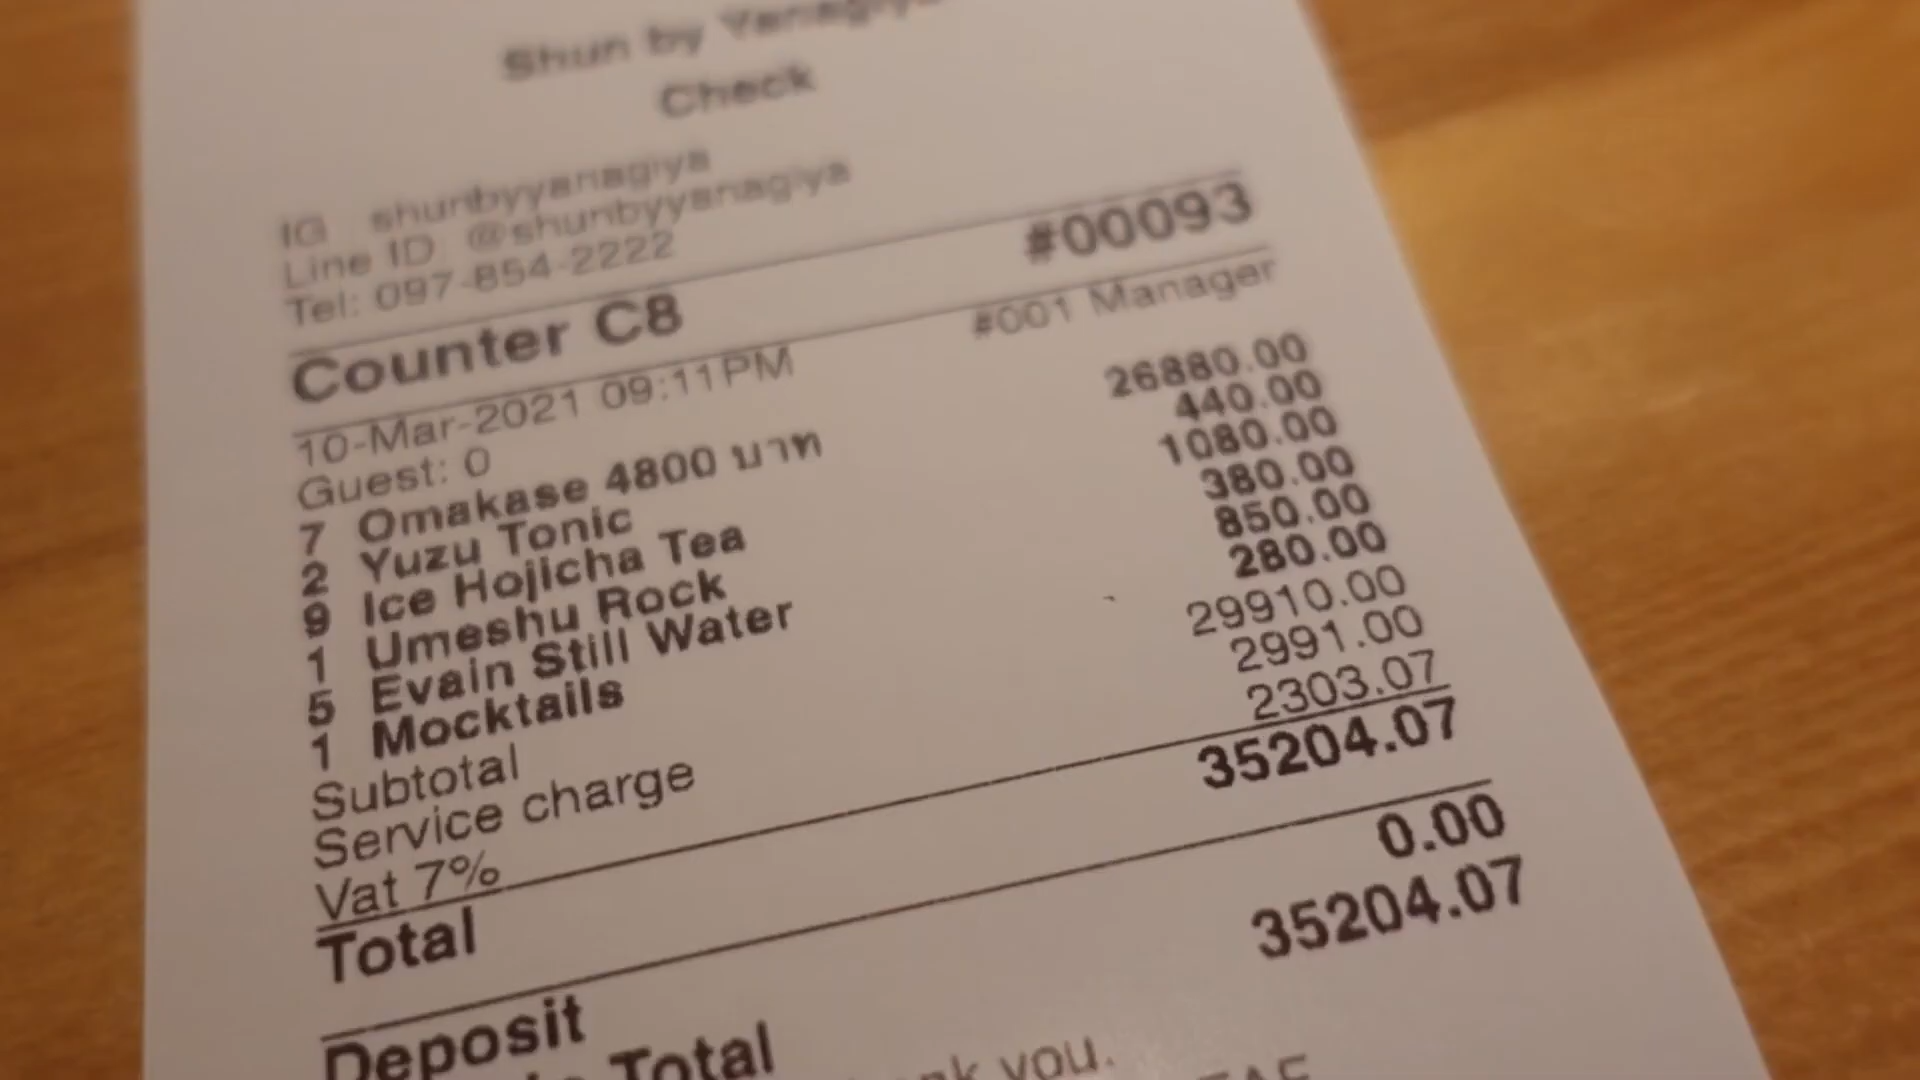 Shun by Yanagiya
Check
IG shunbyyanagiya
Line ID @shunbyyanagiya
Tel: 097-854-2222
Counter C8 #00093
10-Mar-2021 09:11PM #001 Manager
Guest: 0
7 Omakase 4800 บาท 26880.00
2 Yuzu Tonic 440.00
9 Ice Hojicha Tea 1080.00
1 Umeshu Rock 380.00
5 Evain Still Water 850.00
1 Mocktails 280.00
Subtotal 29910.00
Service charge 2991.00
Vat 7% 2303.07
Total 35204.07
Deposit 0.00
Total 35204.07
you.